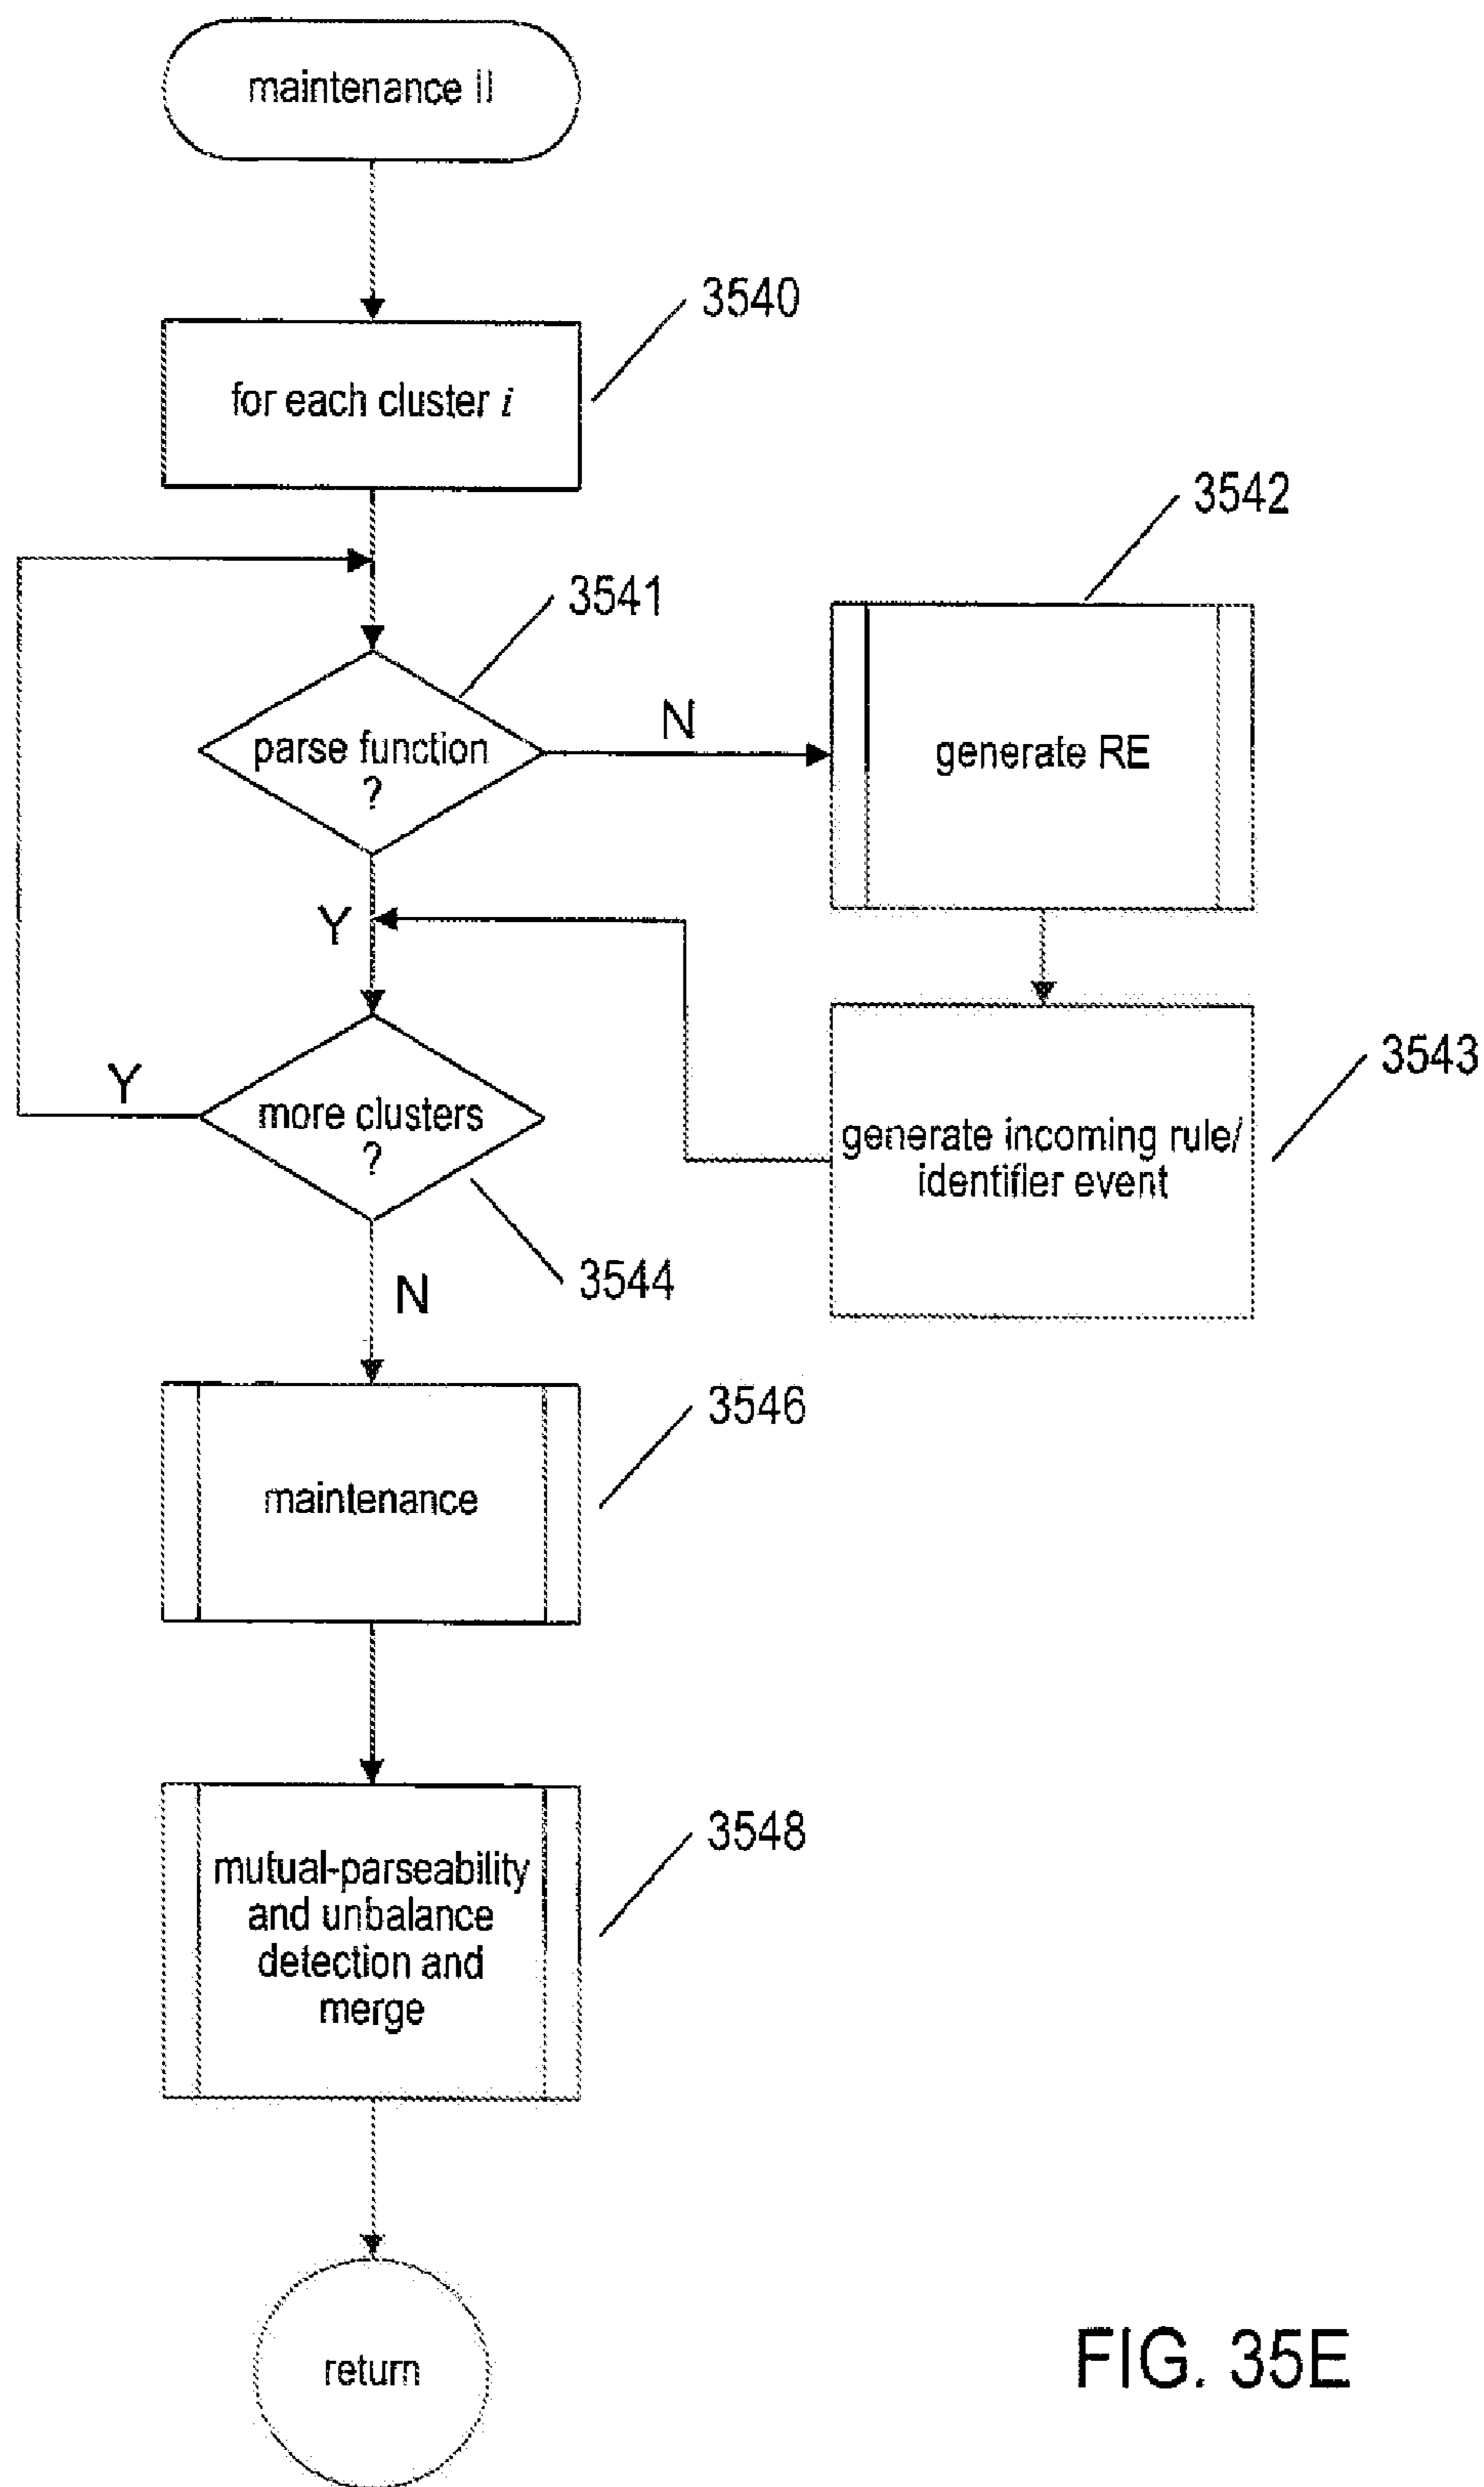 maintenance II
3540
for each cluster i
3542
3541
parse function
?
N
generate RE
Y
3543
Y
more clusters
?
generate incoming rule/
identifier event
3544
N
3546
maintenance
3548
mutual-parseability
and unbalance
detection and
merge
return
FIG. 35E